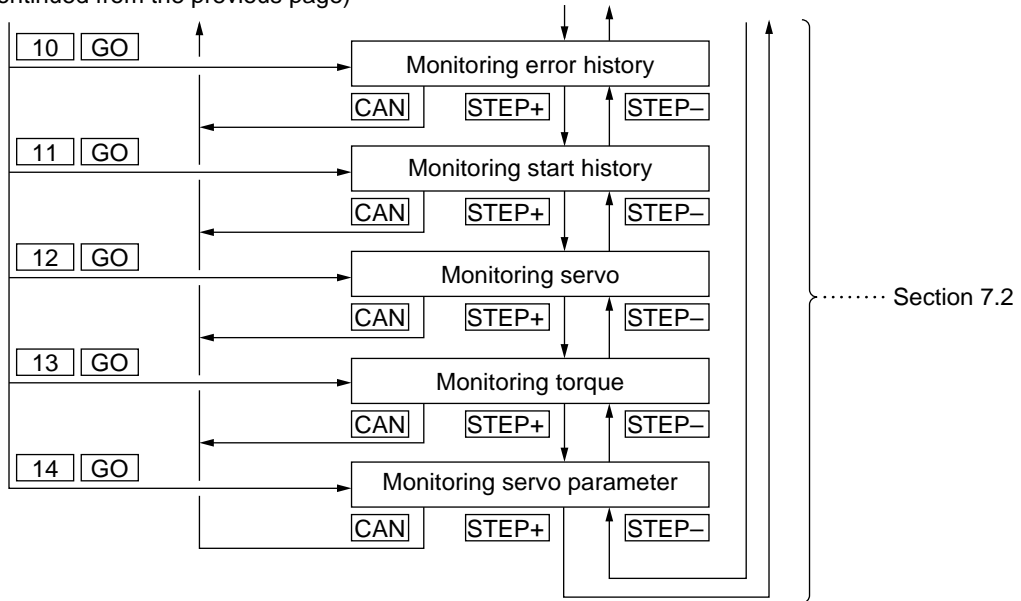 ontinued from the previous page)
10 GO
Monitoring error history
CAN STEP+ STEP–
11 GO
Monitoring start history
CAN STEP+ STEP–
12 GO
Monitoring servo
CAN STEP+ STEP–
Section 7.2
13 GO
Monitoring torque
CAN STEP+ STEP–
14 GO
Monitoring servo parameter
CAN STEP+ STEP–